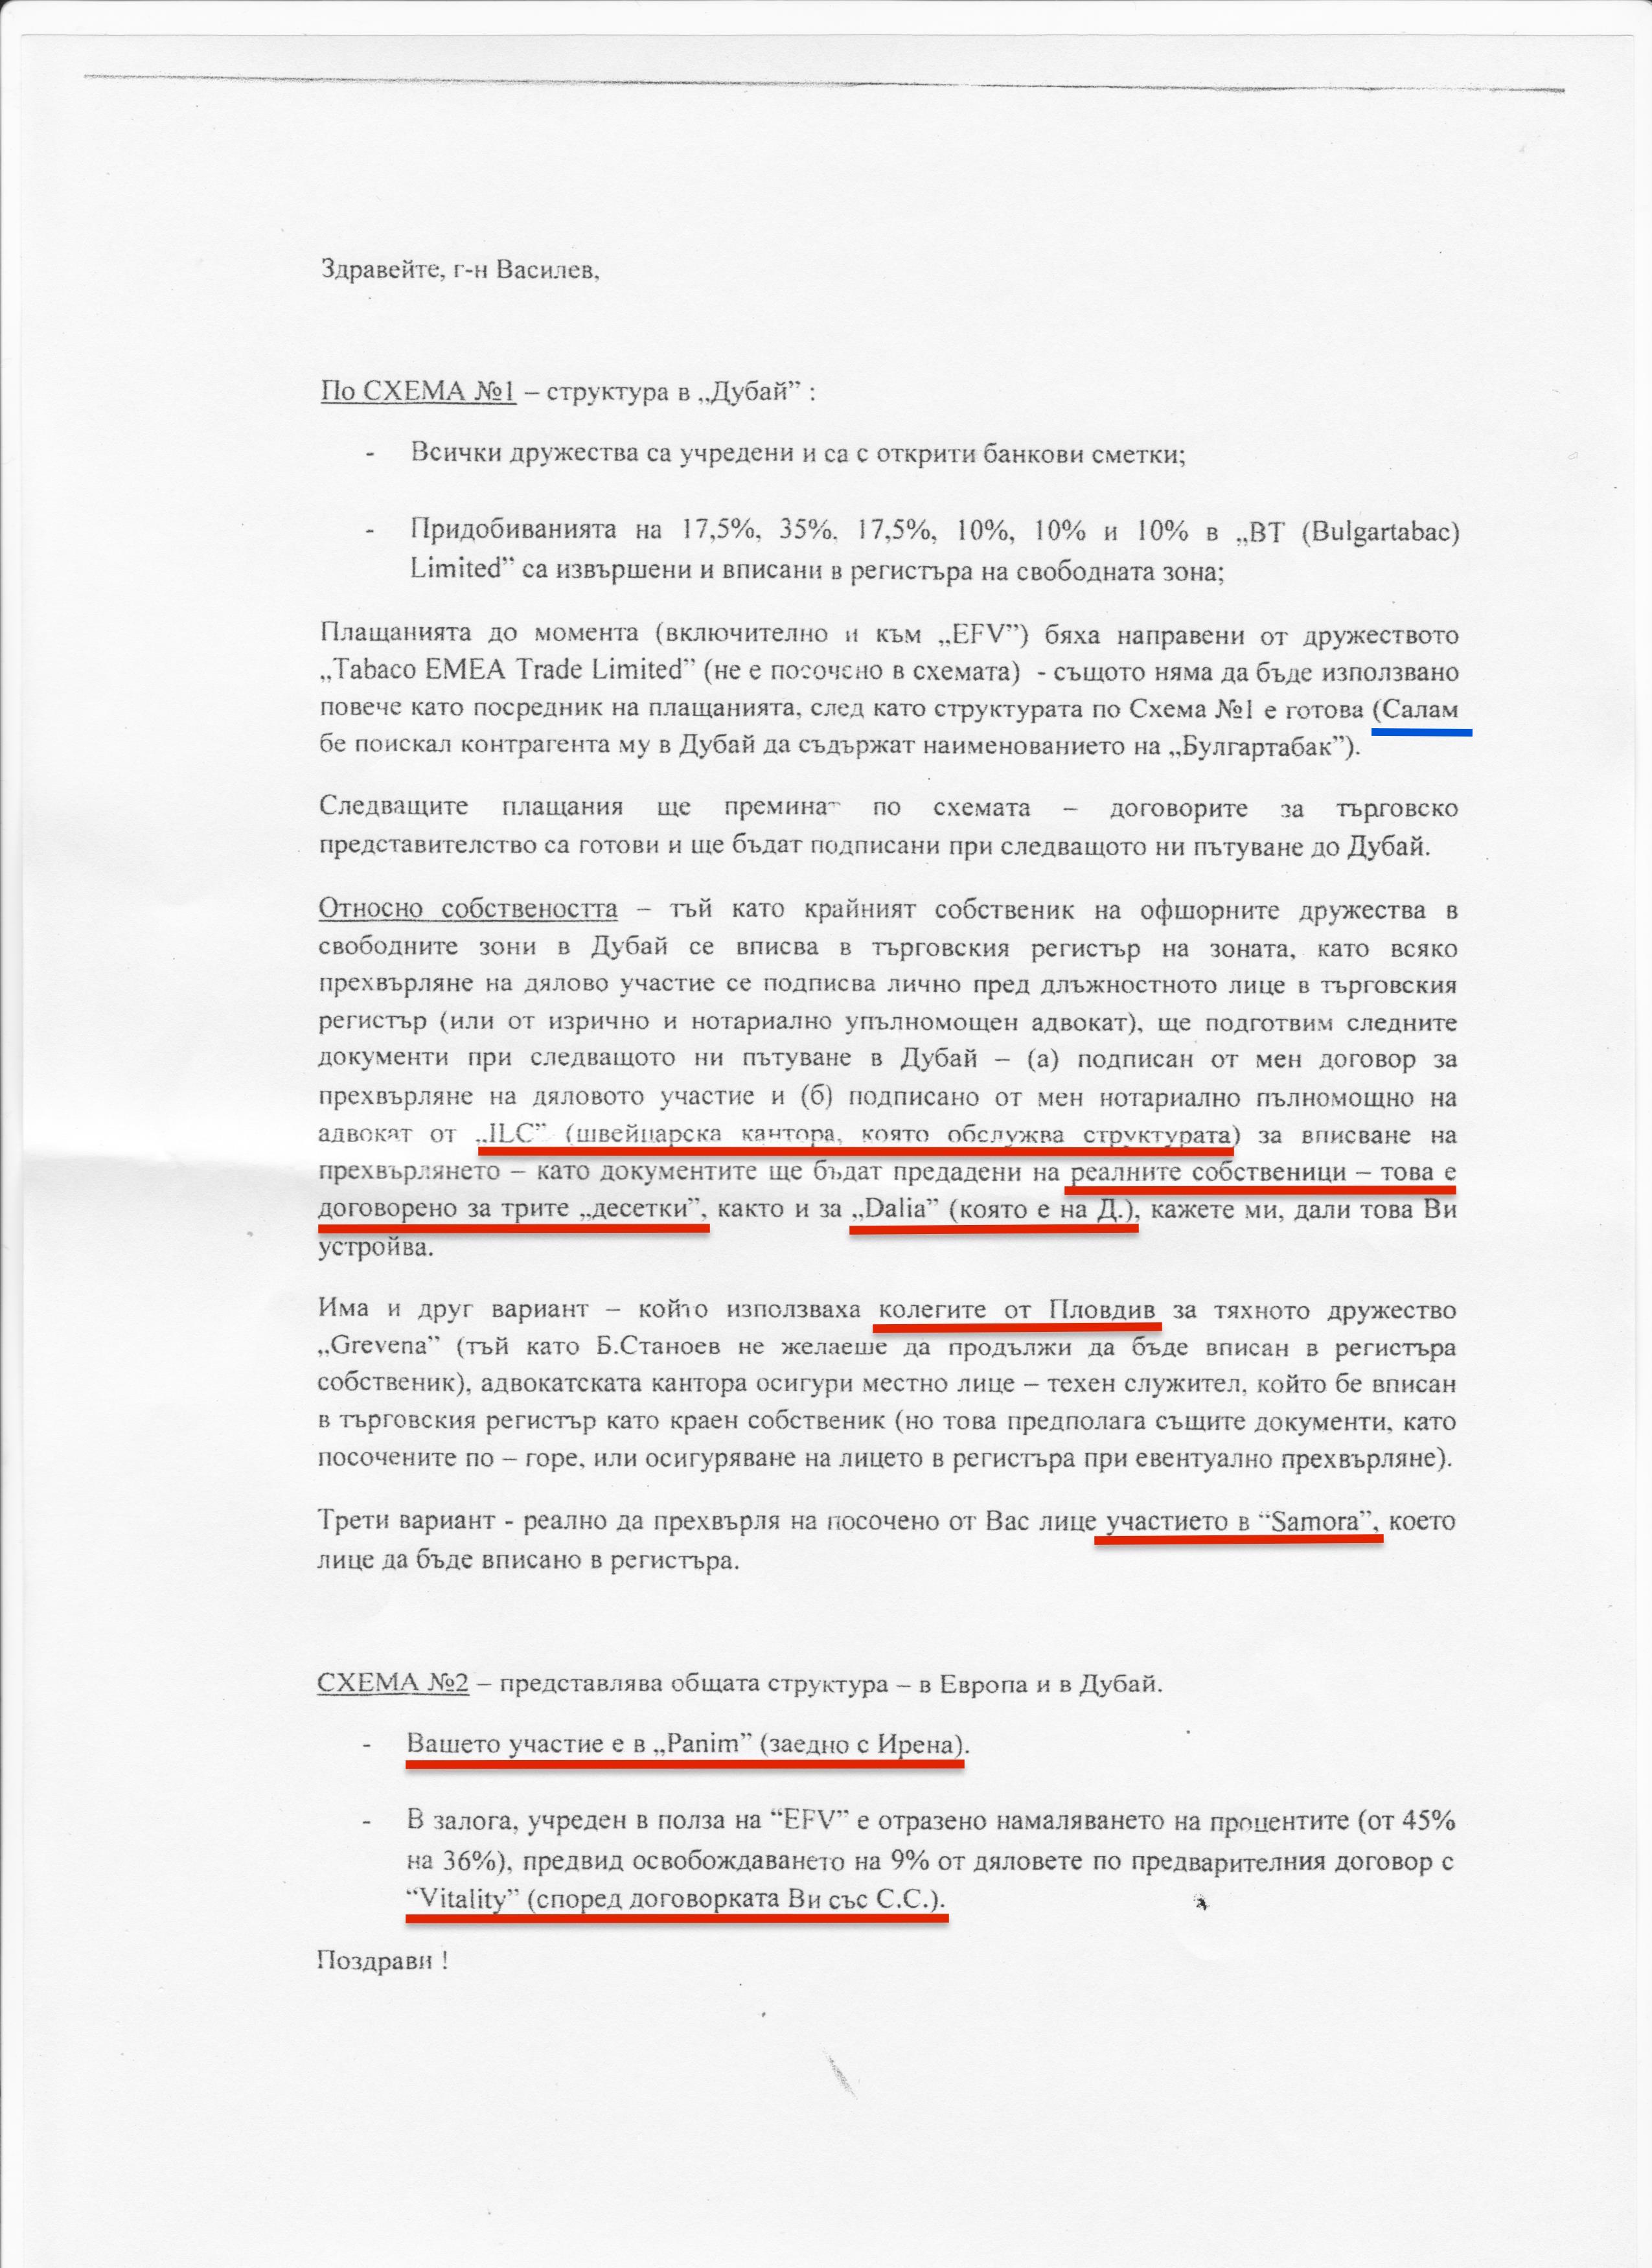 Здравейте, г-н Василев,
По СХЕМА №1 – структура в „Дубай” :
- Всички дружества са учредени и са с открити банкови сметки;
- Придобиванията на 17,5%, 35%, 17,5%, 10%, 10% и 10% в „BT (Bulgartabac)
Limited” са извършени и вписани в регистъра на свободната зона;
Плащанията до момента (включително и към „EFV”) бяха направени от дружеството
„Tabaco EMEA Trade Limited” (не е посочено в схемата) - същото няма да бъде използвано
повече като посредник на плащанията, след като структурата по Схема №1 е готова (Салам
бе поискал контрагента му в Дубай да съдържат наименованието на „Булгартабак”).
Следващите плащания ще преминат по схемата – договорите за търговско
представителство са готови и ще бъдат подписани при следващото ни пътуване до Дубай.
Относно собствеността – тъй като крайният собственик на офшорните дружества в
свободните зони в Дубай се вписва в търговския регистър на зоната, като всяко
прехвърляне на дялово участие се подписва лично пред длъжностното лице в търговския
регистър (или от изрично и нотариално упълномощен адвокат), ще подготвим следните
документи при следващото ни пътуване в Дубай – (а) подписан от мен договор за
прехвърляне на дяловото участие и (б) подписано от мен нотариално пълномощно на
адвокат от „ILC” (швейцарска кантора, която обслужва структурата) за вписване на
прехвърлянето – като документите ще бъдат предадени на реалните собственици – това е
договорено за трите „десетки”, както и за „Dalia” (която е на Д.), кажете ми, дали това Ви
устройва.
Има и друг вариант – който използваха колегите от Пловдив за тяхното дружество
„Grevena” (тъй като Б.Станоев не желаеше да продължи да бъде вписан в регистъра
собственик), адвокатската кантора осигури местно лице – техен служител, който бе вписан
в търговския регистър като краен собственик (но това предполага същите документи, като
посочените по – горе, или осигуряване на лицето в регистъра при евентуално прехвърляне).
Трети вариант - реално да прехвърля на посочено от Вас лице участието в “Samora”, което
лице да бъде вписано в регистъра.
СХЕМА №2 – представлява общата структура – в Европа и в Дубай.
- Вашето участие е в „Panim” (заедно с Ирена).
- В залога, учреден в полза на “EFV” е отразено намаляването на процентите (от 45%
на 36%), предвид освобождаването на 9% от дяловете по предварителния договор с
“Vitality” (според договорката Ви със С.С.).
Поздрави !